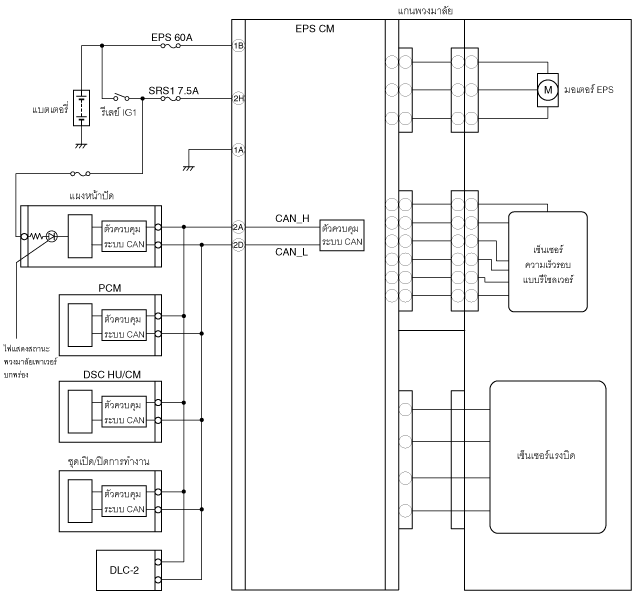 แกนพวงมาลัย
EPS 60A
1B
EPS CM
SRS1 7.5A
2H
แบตเตอรี่
รีเลย์ IG1
M
มอเตอร์ EPS
1A
แผงหน้าปัด
ตัวควบคุม
ระบบ CAN
2A
2D
CAN_H
CAN_L
ตัวควบคุม
ระบบ CAN
เซ็นเซอร์
ความเร็วรอบ
แบบรีโซลเวอร์
PCM
ตัวควบคุม
ระบบ CAN
ไฟแสดงสถานะ
พวงมาลัยเพาเวอร์
บกพร่อง
DSC HU/CM
ตัวควบคุม
ระบบ CAN
เซ็นเซอร์แรงบิด
ชุดเปิด/ปิดการทำงาน
ตัวควบคุม
ระบบ CAN
DLC-2